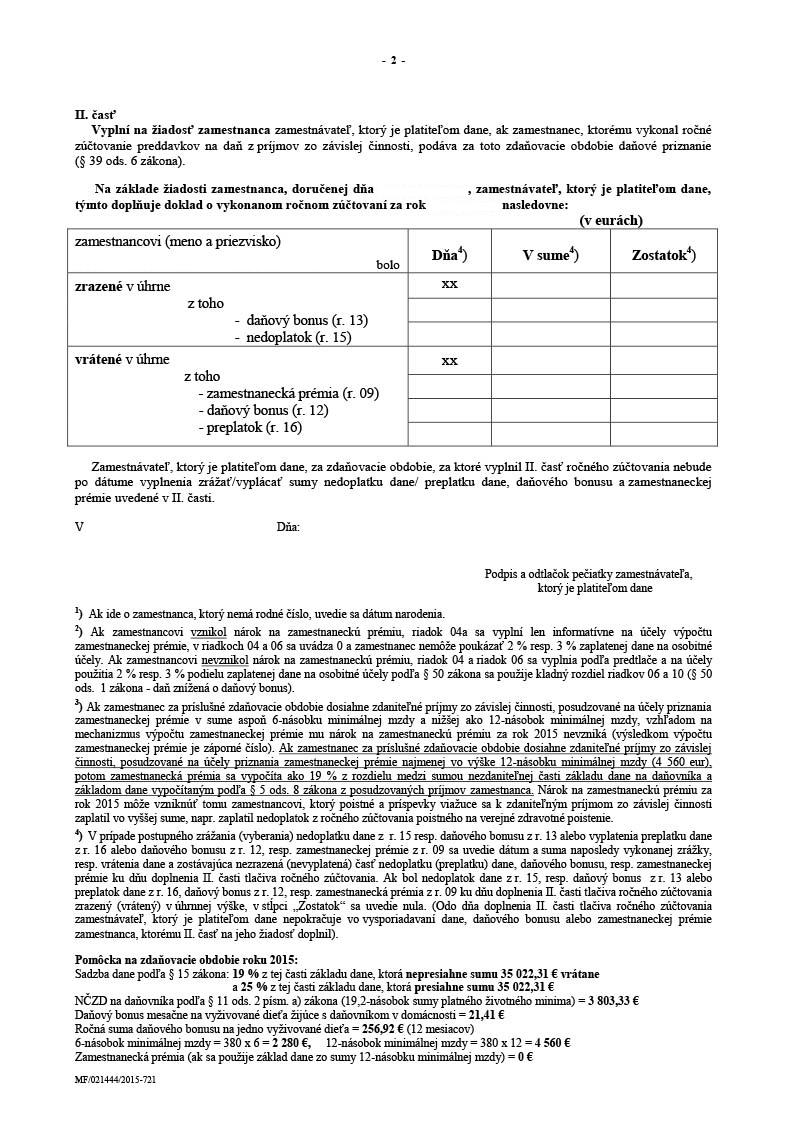 - 2 -
II. časť
Vyplní na žiadosť zamestnanca zamestnávateľ, ktorý je platiteľom dane, ak zamestnanec, ktorému vykonal ročné
zúčtovanie preddavkov na daň z príjmov zo závislej činnosti, podáva za toto zdaňovacie obdobie daňové priznanie
(§ 39 ods. 6 zákona).
Na základe žiadosti zamestnanca, doručenej dňa , zamestnávateľ, ktorý je platiteľom dane,
týmto doplňuje doklad o vykonanom ročnom zúčtovaní za rok nasledovne:
(v eurách)
zamestnancovi (meno a priezvisko)
bolo
Dňa4) V sume4) Zostatok4)
zrazené v úhrne xx
z toho
- daňový bonus (r. 13)
- nedoplatok (r. 15)
vrátené v úhrne xx
z toho
- zamestnanecká prémia (r. 09)
- daňový bonus (r. 12)
- preplatok (r. 16)
Zamestnávateľ, ktorý je platiteľom dane, za zdaňovacie obdobie, za ktoré vyplnil II. časť ročného zúčtovania nebude
po dátume vyplnenia zrážať/vyplácať sumy nedoplatku dane/ preplatku dane, daňového bonusu a zamestnaneckej
prémie uvedené v II. časti.
V Dňa:
Podpis a odtlačok pečiatky zamestnávateľa,
ktorý je platiteľom dane
1) Ak ide o zamestnanca, ktorý nemá rodné číslo, uvedie sa dátum narodenia.
2) Ak zamestnancovi vznikol nárok na zamestnaneckú prémiu, riadok 04a sa vyplní len informatívne na účely výpočtu
zamestnaneckej prémie, v riadkoch 04 a 06 sa uvádza 0 a zamestnanec nemôže poukázať 2 % resp. 3 % zaplatenej dane na osobitné
účely. Ak zamestnancovi nevznikol nárok na zamestnaneckú prémiu, riadok 04 a riadok 06 sa vyplnia podľa predtlače a na účely
použitia 2 % resp. 3 % podielu zaplatenej dane na osobitné účely podľa § 50 zákona sa použije kladný rozdiel riadkov 06 a 10 (§ 50
ods. 1 zákona - daň znížená o daňový bonus).
3) Ak zamestnanec za príslušné zdaňovacie obdobie dosiahne zdaniteľné príjmy zo závislej činnosti, posudzované na účely priznania
zamestnaneckej prémie v sume aspoň 6-násobku minimálnej mzdy a nižšej ako 12-násobok minimálnej mzdy, vzhľadom na
mechanizmus výpočtu zamestnaneckej prémie mu nárok na zamestnaneckú prémiu za rok 2015 nevzniká (výsledkom výpočtu
zamestnaneckej prémie je záporné číslo). Ak zamestnanec za príslušné zdaňovacie obdobie dosiahne zdaniteľné príjmy zo závislej
činnosti, posudzované na účely priznania zamestnaneckej prémie najmenej vo výške 12-násobku minimálnej mzdy (4 560 eur),
potom zamestnanecká prémia sa vypočíta ako 19 % z rozdielu medzi sumou nezdaniteľnej časti základu dane na daňovníka a
základom dane vypočítaným podľa § 5 ods. 8 zákona z posudzovaných príjmov zamestnanca. Nárok na zamestnaneckú prémiu za
rok 2015 môže vzniknúť tomu zamestnancovi, ktorý poistné a príspevky viažuce sa k zdaniteľným príjmom zo závislej činnosti
zaplatil vo vyššej sume, napr. zaplatil nedoplatok z ročného zúčtovania poistného na verejné zdravotné poistenie.
4) V prípade postupného zrážania (vyberania) nedoplatku dane z r. 15 resp. daňového bonusu z r. 13 alebo vyplatenia preplatku dane
z r. 16 alebo daňového bonusu z r. 12, resp. zamestnaneckej prémie z r. 09 sa uvedie dátum a suma naposledy vykonanej zrážky,
resp. vrátenia dane a zostávajúca nezrazená (nevyplatená) časť nedoplatku (preplatku) dane, daňového bonusu, resp. zamestnaneckej
prémie ku dňu doplnenia II. časti tlačiva ročného zúčtovania. Ak bol nedoplatok dane z r. 15, resp. daňový bonus z r. 13 alebo
preplatok dane z r. 16, daňový bonus z r. 12, resp. zamestnanecká prémia z r. 09 ku dňu doplnenia II. časti tlačiva ročného zúčtovania
zrazený (vrátený) v úhrnnej výške, v stĺpci „Zostatok“ sa uvedie nula. (Odo dňa doplnenia II. časti tlačiva ročného zúčtovania
zamestnávateľ, ktorý je platiteľom dane nepokračuje vo vysporiadavaní dane, daňového bonusu alebo zamestnaneckej prémie
zamestnanca, ktorému II. časť na jeho žiadosť doplnil).
Pomôcka na zdaňovacie obdobie roku 2015:
Sadzba dane podľa § 15 zákona: 19 % z tej časti základu dane, ktorá nepresiahne sumu 35 022,31 € vrátane
a 25 % z tej časti základu dane, ktorá presiahne sumu 35 022,31 €
NČZD na daňovníka podľa § 11 ods. 2 písm. a) zákona (19,2-násobok sumy platného životného minima) = 3 803,33 €
Daňový bonus mesačne na vyživované dieťa žijúce s daňovníkom v domácnosti = 21,41 €
Ročná suma daňového bonusu na jedno vyživované dieťa = 256,92 € (12 mesiacov)
6-násobok minimálnej mzdy = 380 x 6 = 2 280 €, 12-násobok minimálnej mzdy = 380 x 12 = 4 560 €
Zamestnanecká prémia (ak sa použije základ dane zo sumy 12-násobku minimálnej mzdy) = 0 €
MF/021444/2015-721